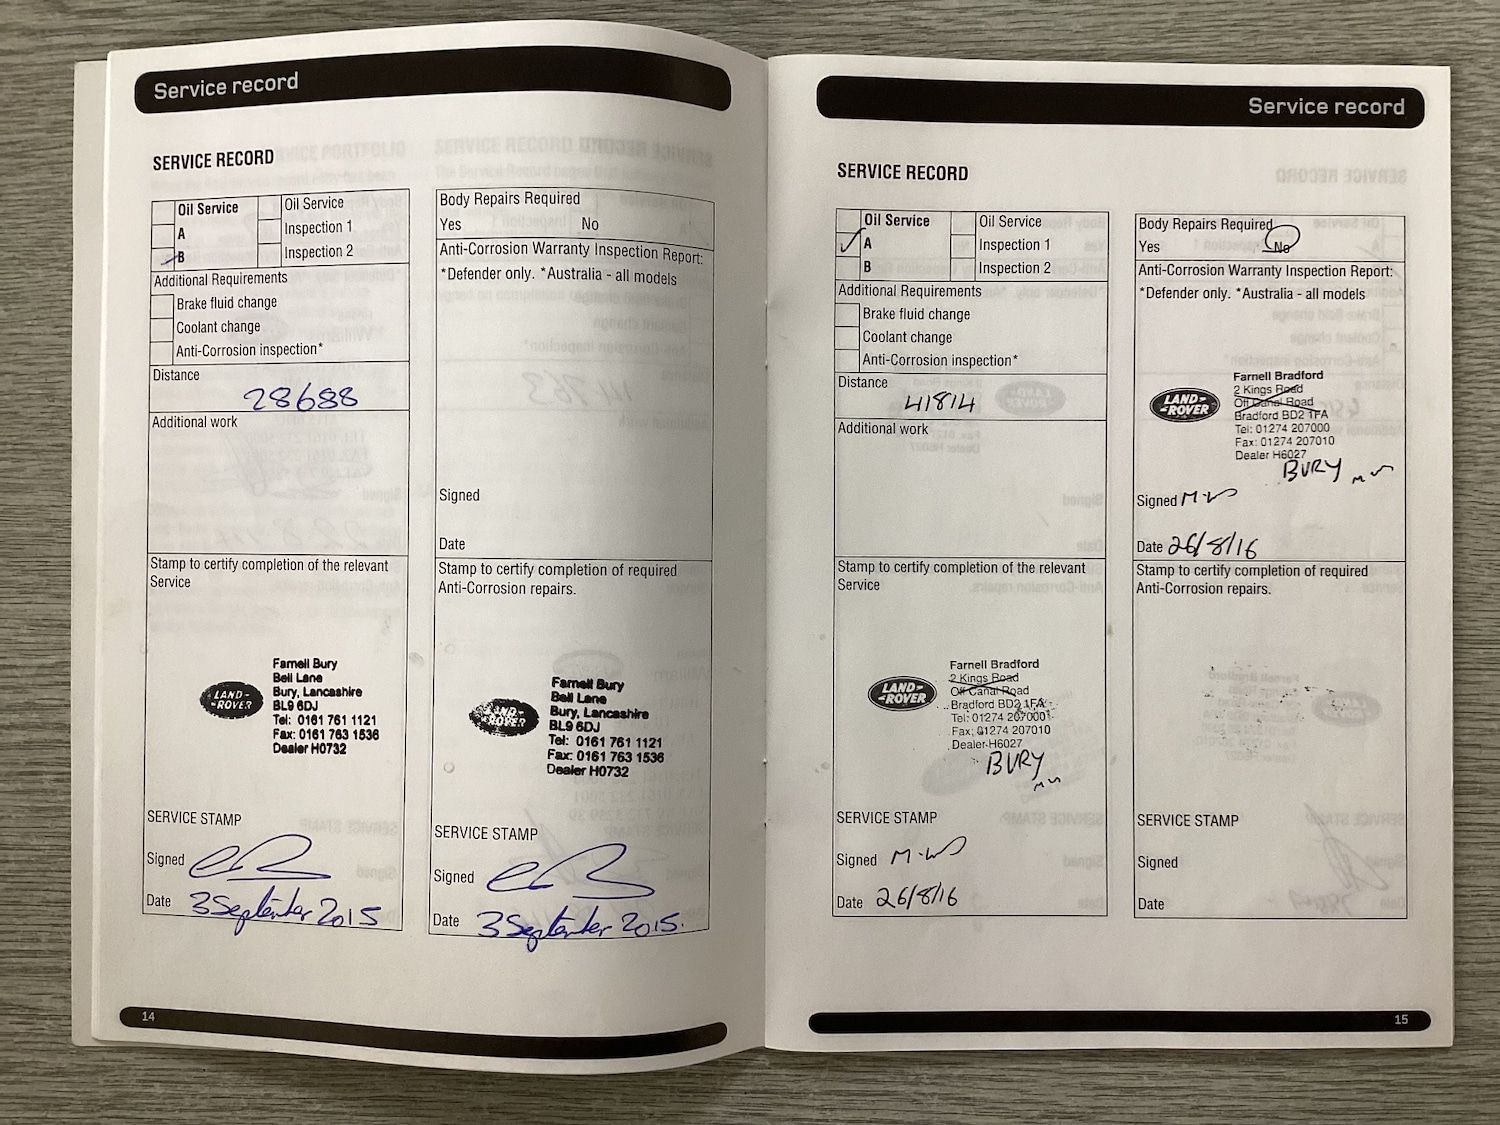 Service record
SERVICE RECORD
Oil Service
A
B
Oil Service
Inspection 1
Inspection 2
Additional Requirements
Brake fluid change
Coolant change
Anti-Corrosion inspection*
Distance
28688
Additional work
Stamp to certify completion of the relevant
Service
LAND-
-ROVER
Farnell Bury
Bell Lane
Bury, Lancashire
BL9 6DJ
Tel: 0161 761 1121
Fax: 0161 763 1536
Dealer H0732
SERVICE STAMP
Signed
Date 3 September 2015
Body Repairs Required
Yes No
Anti-Corrosion Warranty Inspection Report:
*Defender only. *Australia - all models
Signed
Date
Stamp to certify completion of required
Anti-Corrosion repairs.
LAND-
-ROVER
Farnell Bury
Bell Lane
Bury, Lancashire
BL9 6DJ
Tel: 0161 761 1121
Fax: 0161 763 1536
Dealer H0732
SERVICE STAMP
Signed
Date 3 September 2015.
14
Service record
SERVICE RECORD
Oil Service
A
B
Oil Service
Inspection 1
Inspection 2
Additional Requirements
Brake fluid change
Coolant change
Anti-Corrosion inspection*
Distance
41814
Additional work
Stamp to certify completion of the relevant
Service
LAND-
-ROVER
Farnell Bradford
2 Kings Road
Off Canal Road
Bradford BD2 1FA
Tel: 01274 207000
Fax: 01274 207010
Dealer H6027
BURY
SERVICE STAMP
Signed
Date 26/8/16
Body Repairs Required
Yes No
Anti-Corrosion Warranty Inspection Report:
*Defender only. *Australia - all models
LAND-
-ROVER
Farnell Bradford
2 Kings Road
Off Canal Road
Bradford BD2 1FA
Tel: 01274 207000
Fax: 01274 207010
Dealer H6027
BURY
Signed
Date 26/8/16
Stamp to certify completion of required
Anti-Corrosion repairs.
SERVICE STAMP
Signed
Date
15